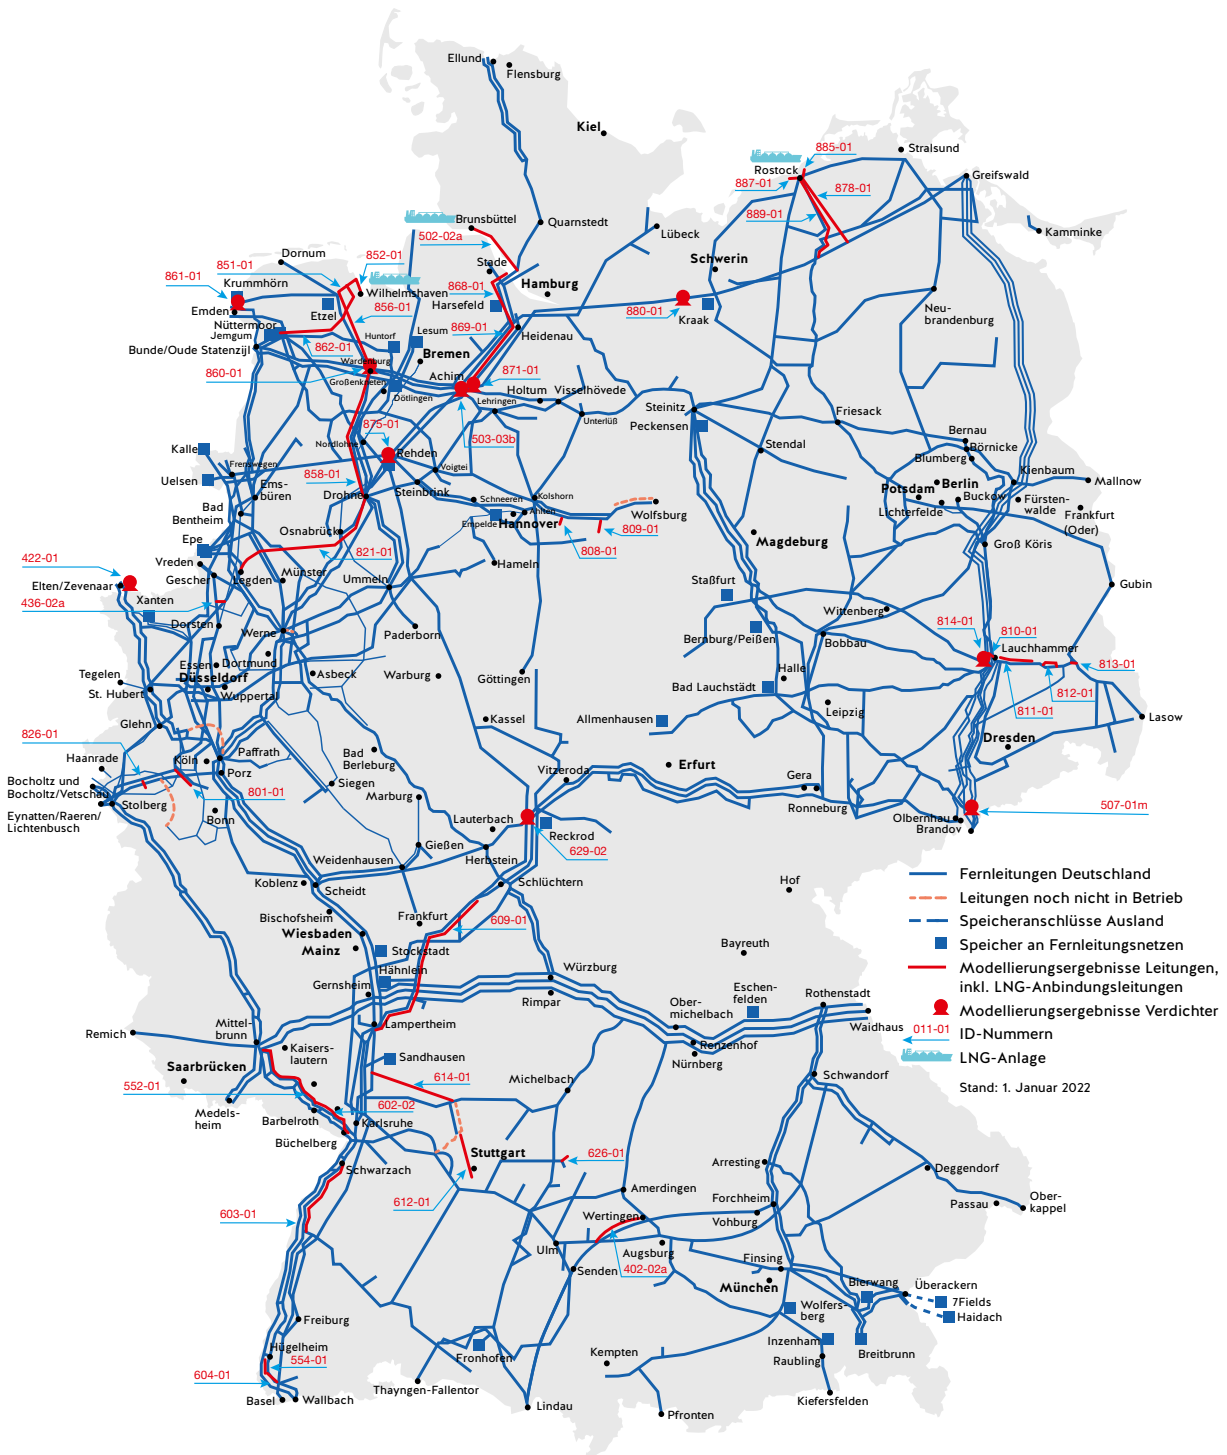 Ellund
Flensburg
Kiel
885-01
Stralsund
Rostock
887-01
878-01
Greifswald
889-01
Brunsbüttel
502-02a
Quarnstedt
Lübeck
Kamminke
Dornum
852-01
851-01
Stade
Schwerin
861-01
Krummhörn
Wilhelmshaven
868-01
Hamburg
Emden
Etzel
856-01
Harsefeld
880-01
Kraak
Neu-
brandenburg
Nüttermoor
Jemgum
Huntorf
Lesum
869-01
Heidenau
Bunde/Oude Statenzijl
862-01
Bremen
860-01
Wardenburg
Achim
871-01
Großenkneten
Dötlingen
Holtum
Visselhövede
Lehringen
Unterlüß
Steinitz
Peckensen
Friesack
875-01
503-03b
Nordlohne
Rehden
Stendal
Bernau
Börnicke
Blumberg
Kalle
Frenswegen
Voigtei
Kienbaum
858-01
Uelsen
Ems-
büren
Drohne
Steinbrink
Schneeren
Kolshorn
Potsdam
Berlin
Buckow
Mallnow
Lichterfelde
Fürsten-
walde
Frankfurt
(Oder)
Bad
Bentheim
Empelde
Ahlten
Hannover
Wolfsburg
Osnabrück
809-01
808-01
Magdeburg
Groß Köris
Epe
821-01
422-01
Vreden
Gescher
Legden
Münster
Ummeln
Hameln
Elten/Zevenaar
Staßfurt
Gubin
436-02a
Xanten
Wittenberg
Dorsten
Werne
Paderborn
Bernburg/Peißen
Bobbau
814-01
810-01
Lauchhammer
Essen
Dortmund
813-01
Tegelen
Düsseldorf
Asbeck
Warburg
Göttingen
Halle
812-01
St. Hubert
Wuppertal
Bad Lauchstädt
811-01
Glehn
Kassel
Allmenhausen
Leipzig
Lasow
826-01
Haanrade
Köln
Paffrath
Bad
Berleburg
Dresden
Bocholtz und
Bocholtz/Vetschau
Porz
Siegen
Vitzeroda
Erfurt
Gera
Stolberg
801-01
Marburg
Ronneburg
Eynatten/Raeren/
Lichtenbusch
Bonn
Lauterbach
Reckrod
Olbernhau
Brandov
507-01m
Gießen
629-02
Weidenhausen
Herbstein
Koblenz
Scheidt
Schlüchtern
Hof
Bischofsheim
Frankfurt
609-01
Wiesbaden
Mainz
Stockstadt
Bayreuth
Hähnlein
Gernsheim
Würzburg
Eschen-
felden
Rimpar
Rothenstadt
Ober-
michelbach
Waidhaus
Remich
Mittel-
brunn
Lampertheim
Renzenhof
Nürnberg
Kaisers-
lautern
Sandhausen
Saarbrücken
614-01
Michelbach
Schwandorf
552-01
602-02
Medels-
heim
Barbelroth
Karlsruhe
Büchelberg
Stuttgart
626-01
Schwarzach
Arresting
Deggendorf
612-01
Amerdingen
Forchheim
Passau
Ober-
kappel
603-01
Wertingen
Vohburg
Ulm
Augsburg
Finsing
Senden
402-02a
München
Bierwang
Überackern
7Fields
Haidach
Wolfers-
berg
Freiburg
Inzenham
Breitbrunn
Hügelheim
554-01
Fronhofen
Kempten
Raubling
604-01
Thayngen-Fallentor
Basel
Wallbach
Lindau
Pfronten
Kiefersfelden
Fernleitungen Deutschland
Leitungen noch nicht in Betrieb
Speicheranschlüsse Ausland
Speicher an Fernleitungsnetzen
Modellierungsergebnisse Leitungen,
inkl. LNG-Anbindungsleitungen
Modellierungsergebnisse Verdichter
011-01
ID-Nummern
LNG-Anlage
Stand: 1. Januar 2022